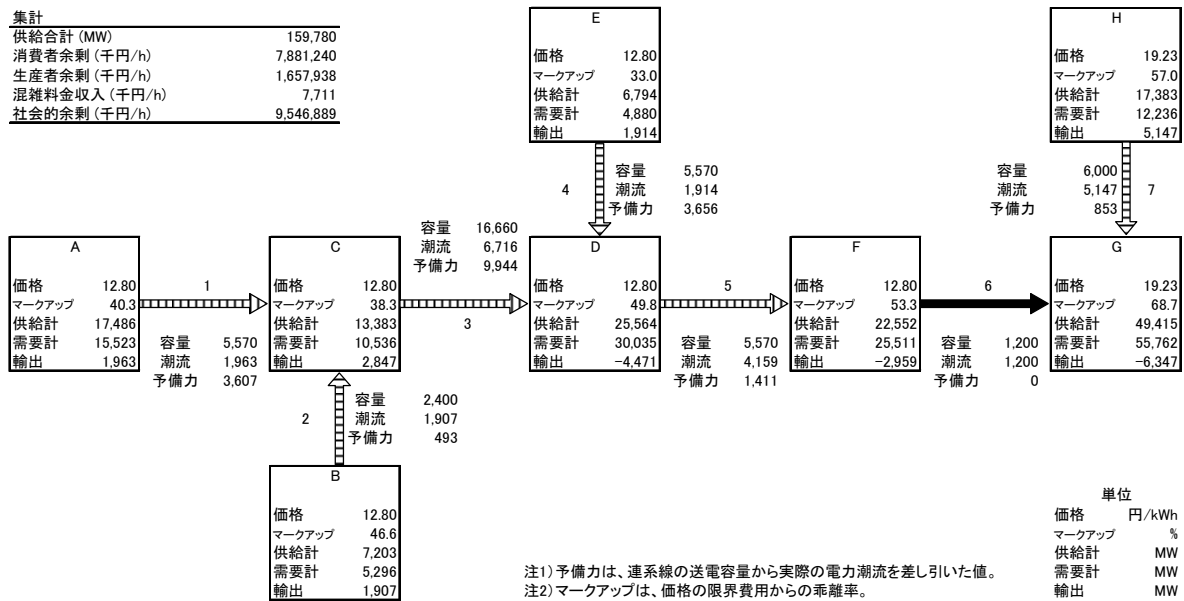 集計
供給合計 (MW) 159,780
消費者余剰 (千円/h) 7,881,240
生産者余剰 (千円/h) 1,657,938
混雑料金収入 (千円/h) 7,711
社会的余剰 (千円/h) 9,546,889
E
価格 12.80
マークアップ 33.0
供給計 6,794
需要計 4,880
輸出 1,914
H
価格 19.23
マークアップ 57.0
供給計 17,383
需要計 12,236
輸出 5,147
4
容量 5,570
潮流 1,914
予備力 3,656
容量 6,000
潮流 5,147
予備力 853
7
A
価格 12.80
マークアップ 40.3
供給計 17,486
需要計 15,523
輸出 1,963
1
容量 5,570
潮流 1,963
予備力 3,607
C
価格 12.80
マークアップ 38.3
供給計 13,383
需要計 10,536
輸出 2,847
容量 16,660
潮流 6,716
予備力 9,944
3
D
価格 12.80
マークアップ 49.8
供給計 25,564
需要計 30,035
輸出 −4,471
5
容量 5,570
潮流 4,159
予備力 1,411
F
価格 12.80
マークアップ 53.3
供給計 22,552
需要計 25,511
輸出 −2,959
6
容量 1,200
潮流 1,200
予備力 0
G
価格 19.23
マークアップ 68.7
供給計 49,415
需要計 55,762
輸出 −6,347
2
容量 2,400
潮流 1,907
予備力 493
B
価格 12.80
マークアップ 46.6
供給計 7,203
需要計 5,296
輸出 1,907
注1) 予備力は、連系線の送電容量から実際の電力潮流を差し引いた値。
注2) マークアップは、価格の限界費用からの乖離率。
単位
価格 円/kWh
マークアップ %
供給計 MW
需要計 MW
輸出 MW